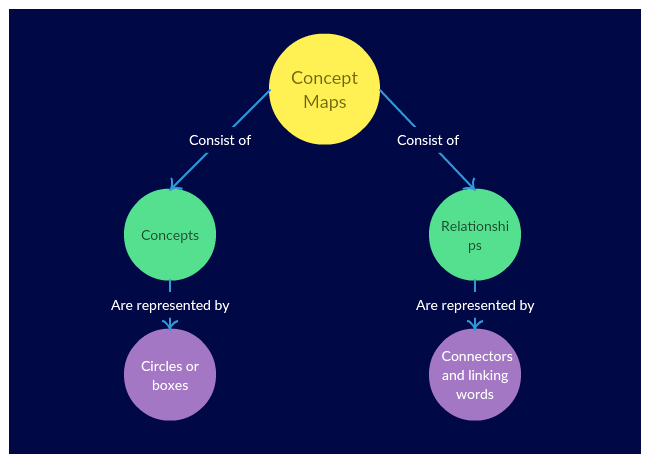 Concept
Maps
Consist of
Consist of
Concepts
Relationshi
ps
Are represented by
Are represented by
Circles or
boxes
Connectors
and linking
words